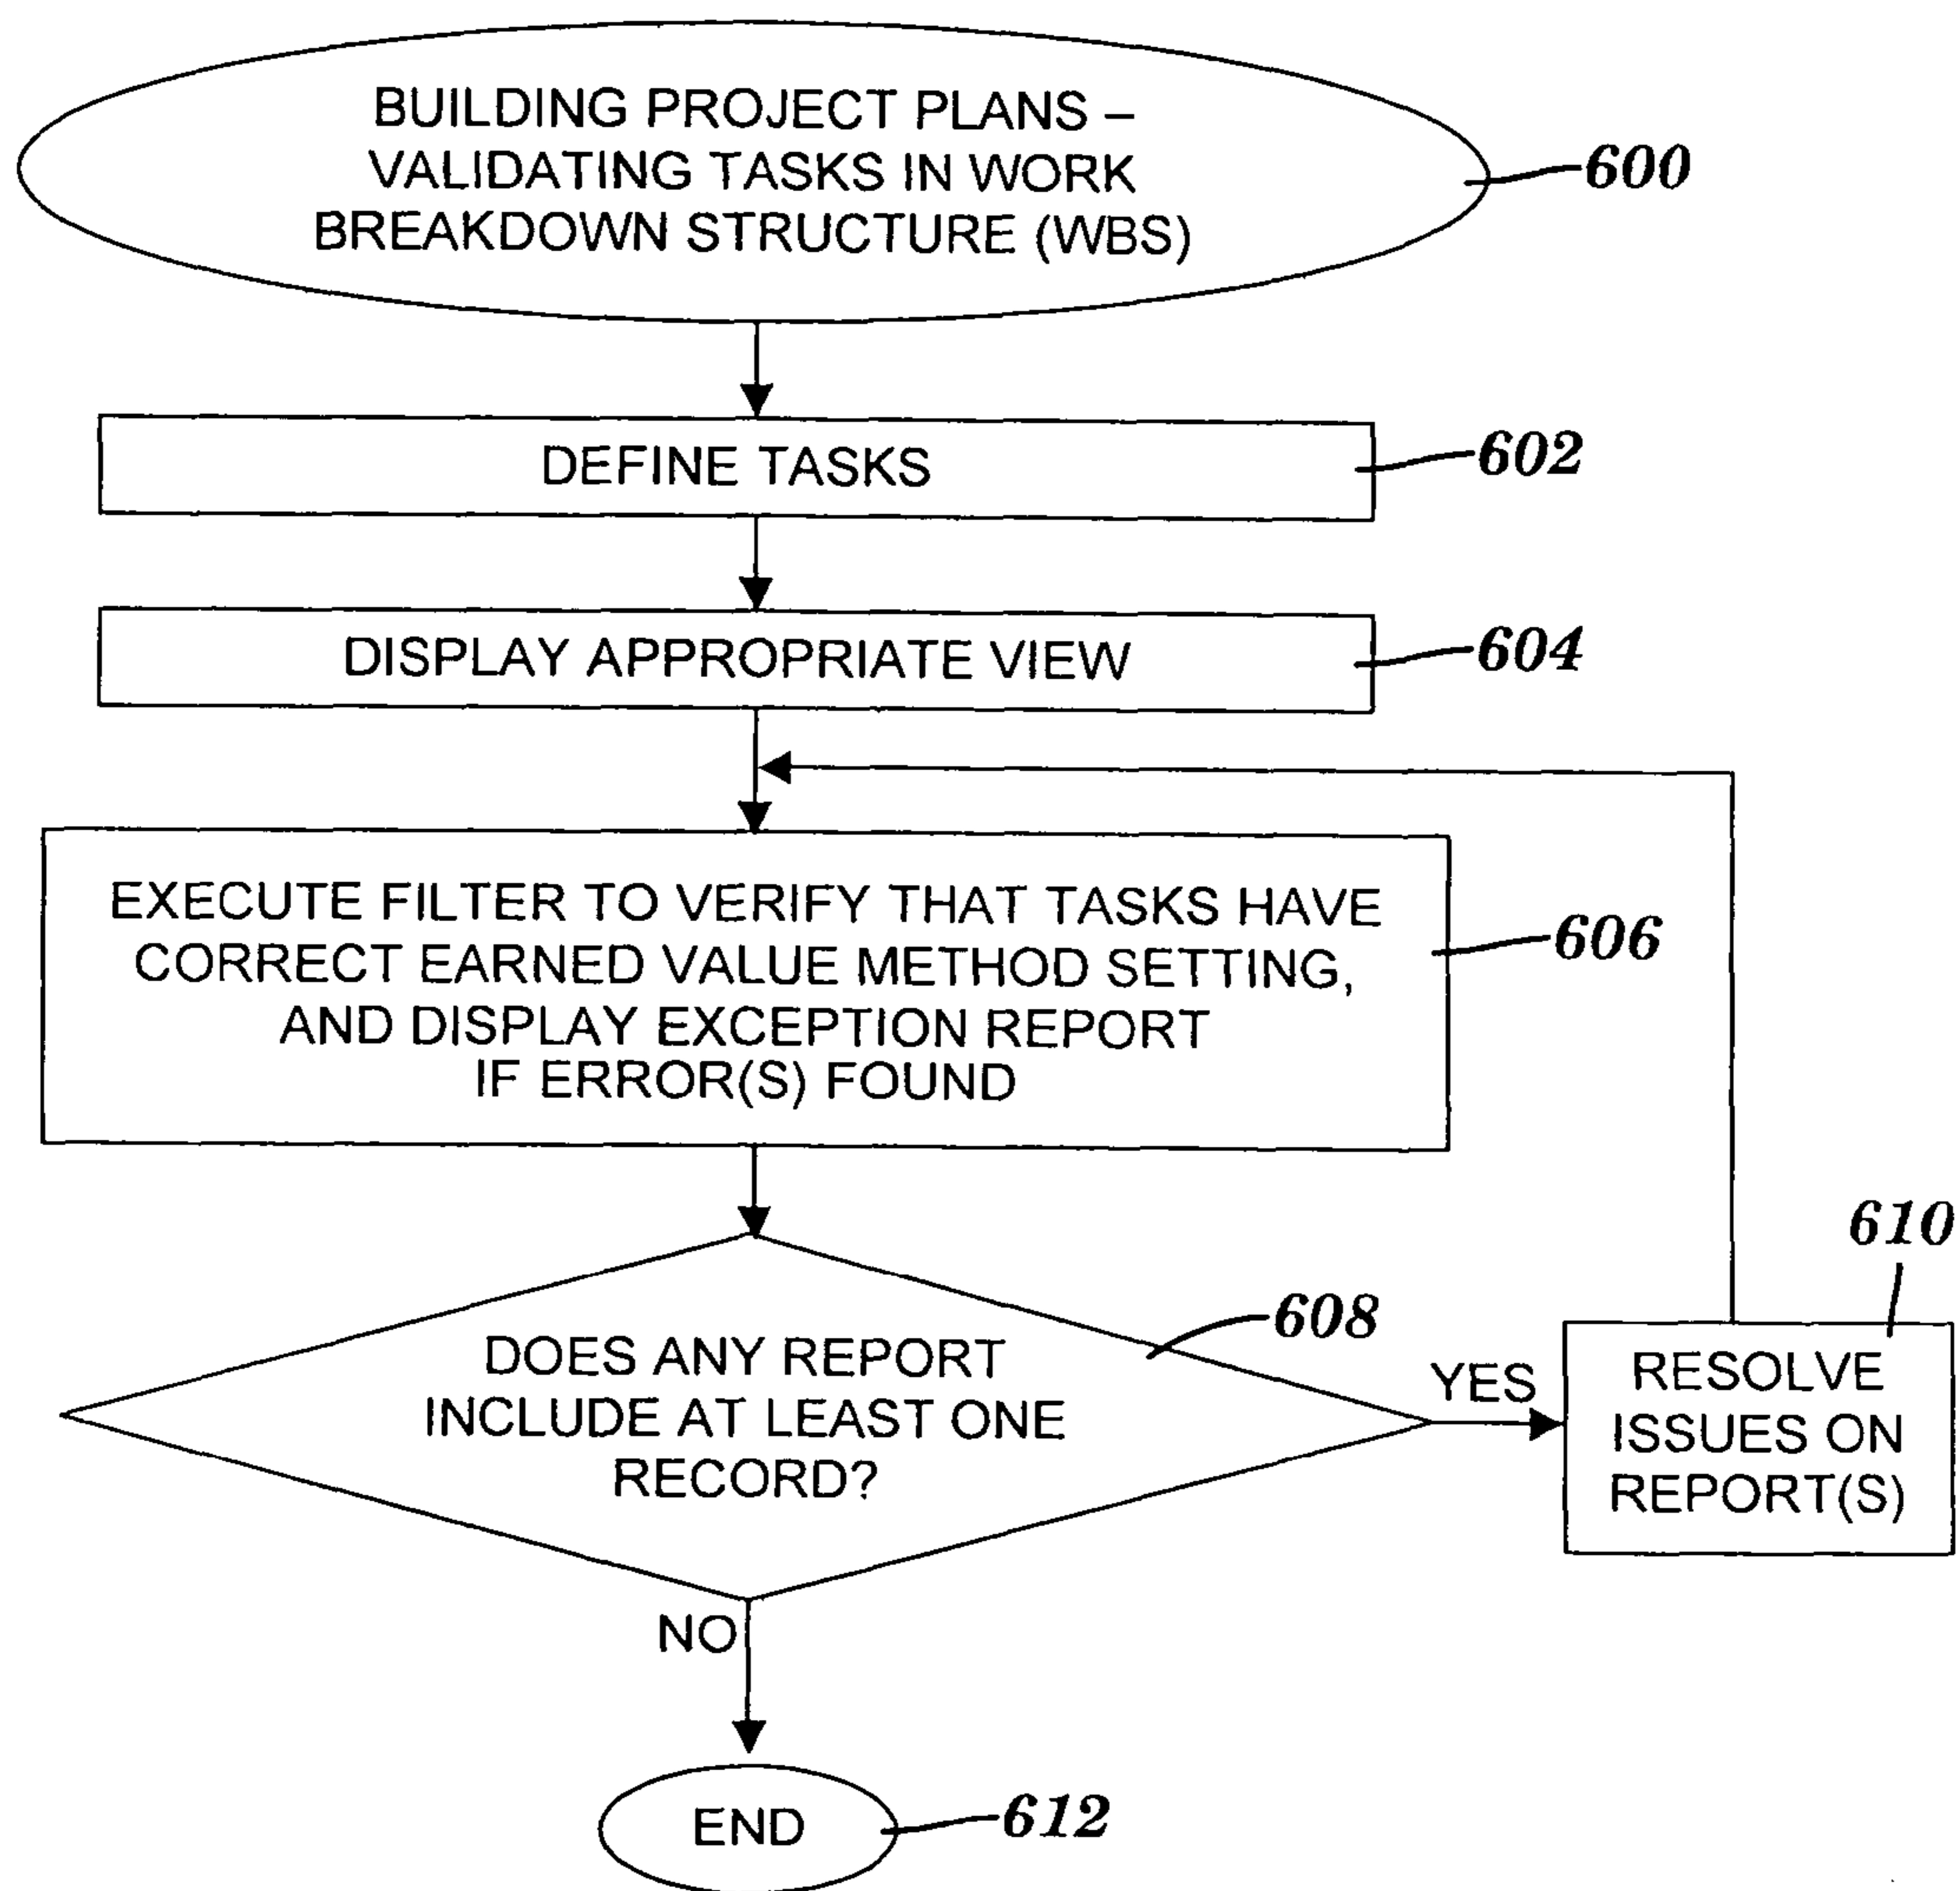 BUILDING PROJECT PLANS –
VALIDATING TASKS IN WORK
BREAKDOWN STRUCTURE (WBS)
600
DEFINE TASKS
602
DISPLAY APPROPRIATE VIEW
604
EXECUTE FILTER TO VERIFY THAT TASKS HAVE
CORRECT EARNED VALUE METHOD SETTING,
AND DISPLAY EXCEPTION REPORT
IF ERROR(S) FOUND
606
DOES ANY REPORT
INCLUDE AT LEAST ONE
RECORD?
608
YES
610
RESOLVE
ISSUES ON
REPORT(S)
NO
END
612